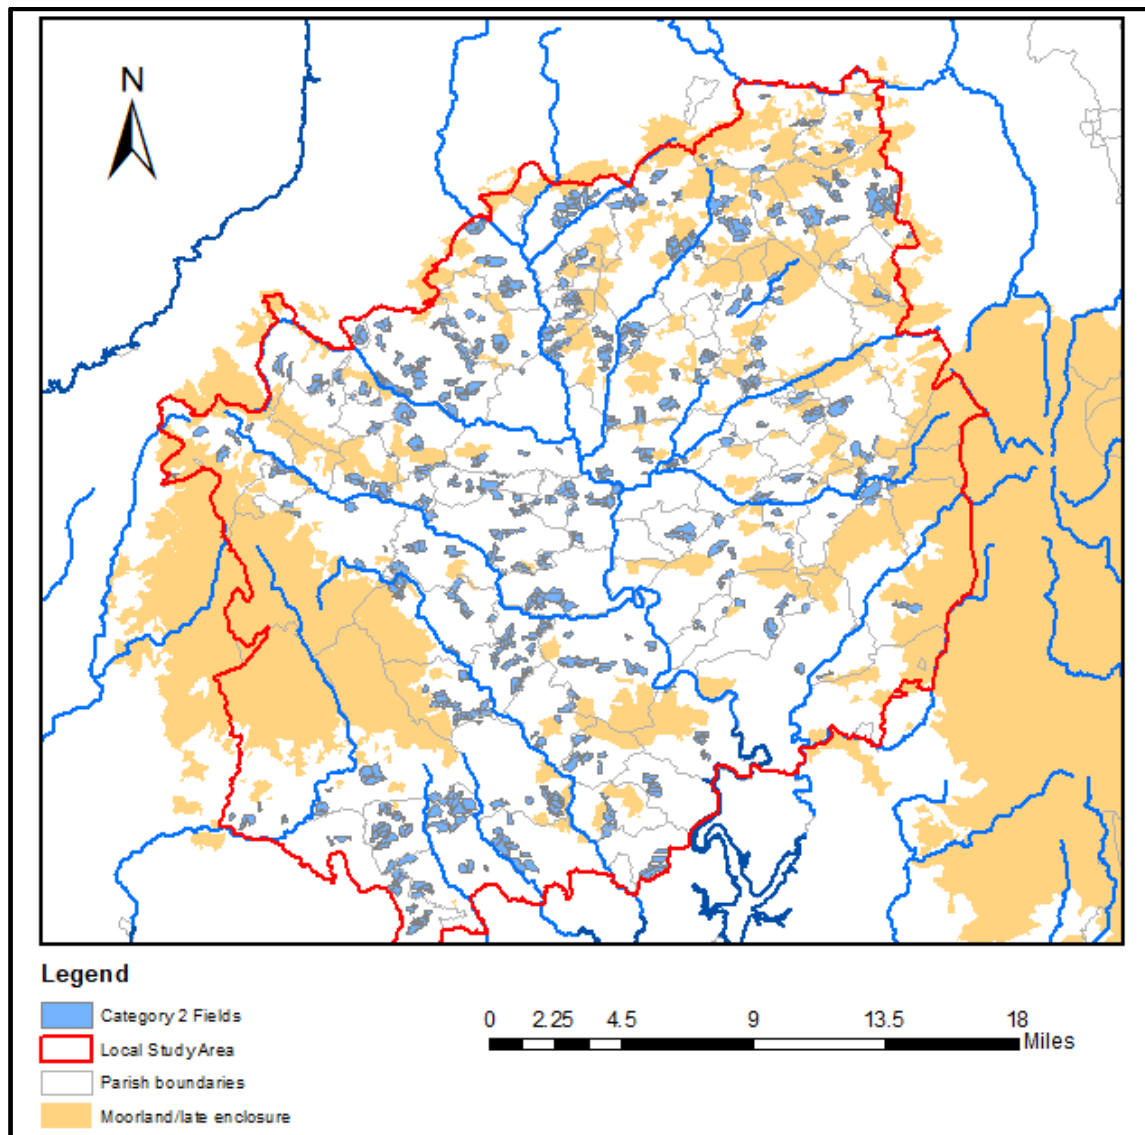 N
Legend
Category 2 Fields
Local Study Area
Parish boundaries
Moorland/late enclosure
0 2.25 4.5 9 13.5 18
Miles